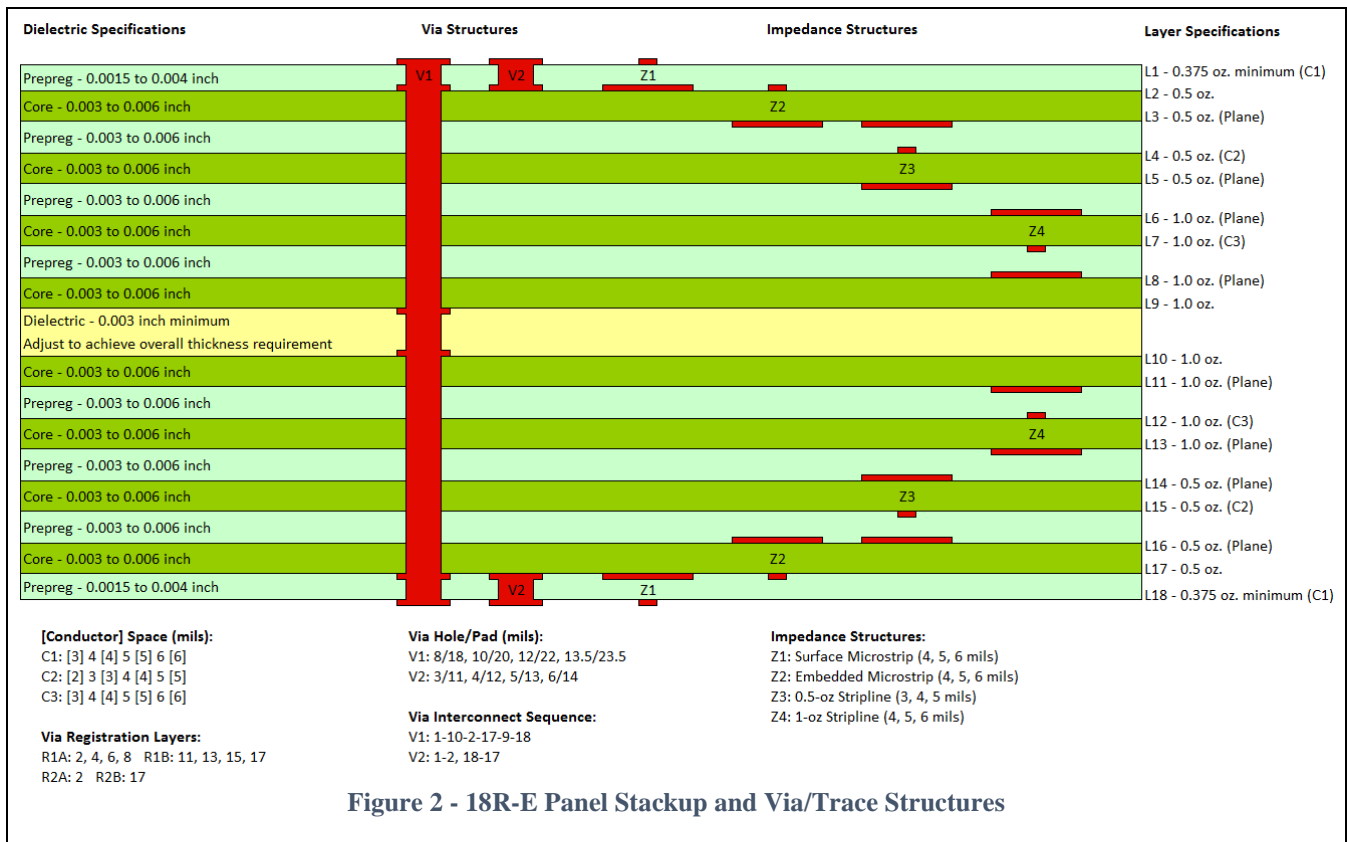 Dielectric Specifications
Via Structures
Impedance Structures
Layer Specifications
Prepreg - 0.0015 to 0.004 inch
V1
V2
Z1
L1 - 0.375 oz. minimum (C1)
L2 - 0.5 oz.
Core - 0.003 to 0.006 inch
Z2
L3 - 0.5 oz. (Plane)
Prepreg - 0.003 to 0.006 inch
L4 - 0.5 oz. (C2)
Core - 0.003 to 0.006 inch
Z3
L5 - 0.5 oz. (Plane)
Prepreg - 0.003 to 0.006 inch
L6 - 1.0 oz. (Plane)
Core - 0.003 to 0.006 inch
Z4
L7 - 1.0 oz. (C3)
Prepreg - 0.003 to 0.006 inch
L8 - 1.0 oz. (Plane)
Core - 0.003 to 0.006 inch
L9 - 1.0 oz.
Dielectric - 0.003 inch minimum
Adjust to achieve overall thickness requirement
L10 - 1.0 oz.
Core - 0.003 to 0.006 inch
L11 - 1.0 oz. (Plane)
Prepreg - 0.003 to 0.006 inch
L12 - 1.0 oz. (C3)
Core - 0.003 to 0.006 inch
Z4
L13 - 1.0 oz. (Plane)
Prepreg - 0.003 to 0.006 inch
L14 - 0.5 oz. (Plane)
Core - 0.003 to 0.006 inch
Z3
L15 - 0.5 oz. (C2)
Prepreg - 0.003 to 0.006 inch
L16 - 0.5 oz. (Plane)
Core - 0.003 to 0.006 inch
Z2
L17 - 0.5 oz.
Prepreg - 0.0015 to 0.004 inch
V2
Z1
L18 - 0.375 oz. minimum (C1)
[Conductor] Space (mils):
C1: [3] 4 [4] 5 [5] 6 [6]
C2: [2] 3 [3] 4 [4] 5 [5]
C3: [3] 4 [4] 5 [5] 6 [6]
Via Registration Layers:
R1A: 2, 4, 6, 8 R1B: 11, 13, 15, 17
R2A: 2 R2B: 17
Via Hole/Pad (mils):
V1: 8/18, 10/20, 12/22, 13.5/23.5
V2: 3/11, 4/12, 5/13, 6/14
Via Interconnect Sequence:
V1: 1-10-2-17-9-18
V2: 1-2, 18-17
Impedance Structures:
Z1: Surface Microstrip (4, 5, 6 mils)
Z2: Embedded Microstrip (4, 5, 6 mils)
Z3: 0.5-oz Stripline (3, 4, 5 mils)
Z4: 1-oz Stripline (4, 5, 6 mils)
Figure 2 - 18R-E Panel Stackup and Via/Trace Structures